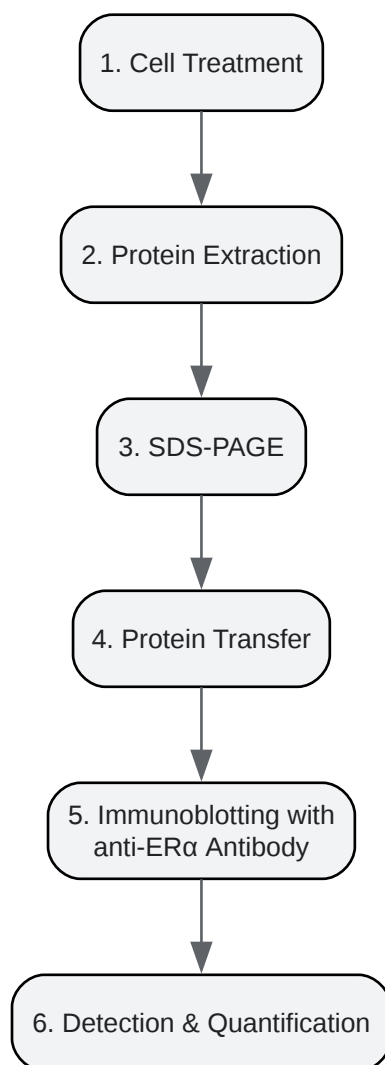 1. Cell Treatment
2. Protein Extraction
3. SDS-PAGE
4. Protein Transfer
5. Immunoblotting with
anti-ERα Antibody
6. Detection & Quantification